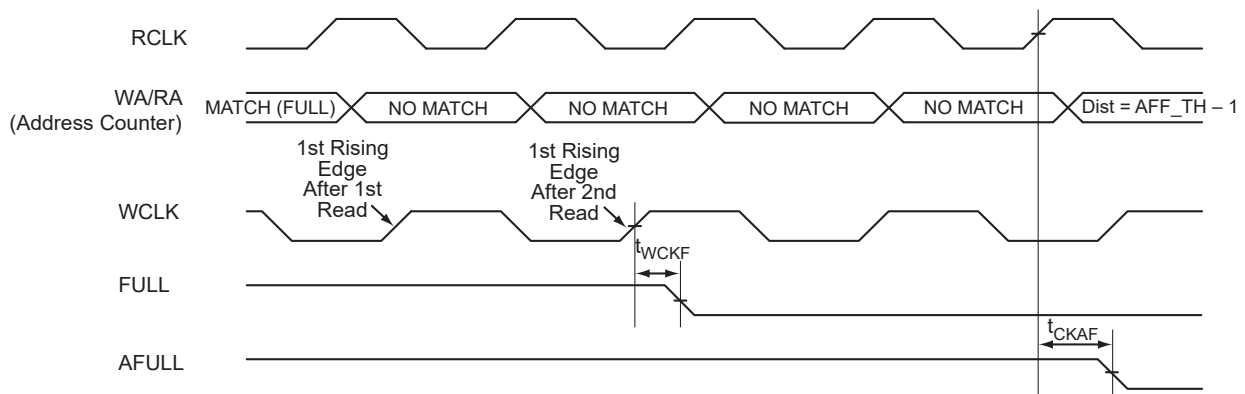 RCLK
WA/RA
(Address Counter)
MATCH (FULL)
NO MATCH
NO MATCH
NO MATCH
NO MATCH
Dist = AFF_TH – 1
1st Rising
Edge
After 1st
Read
1st Rising
Edge
After 2nd
Read
WCLK
tWCKF
FULL
tCKAF
AFULL